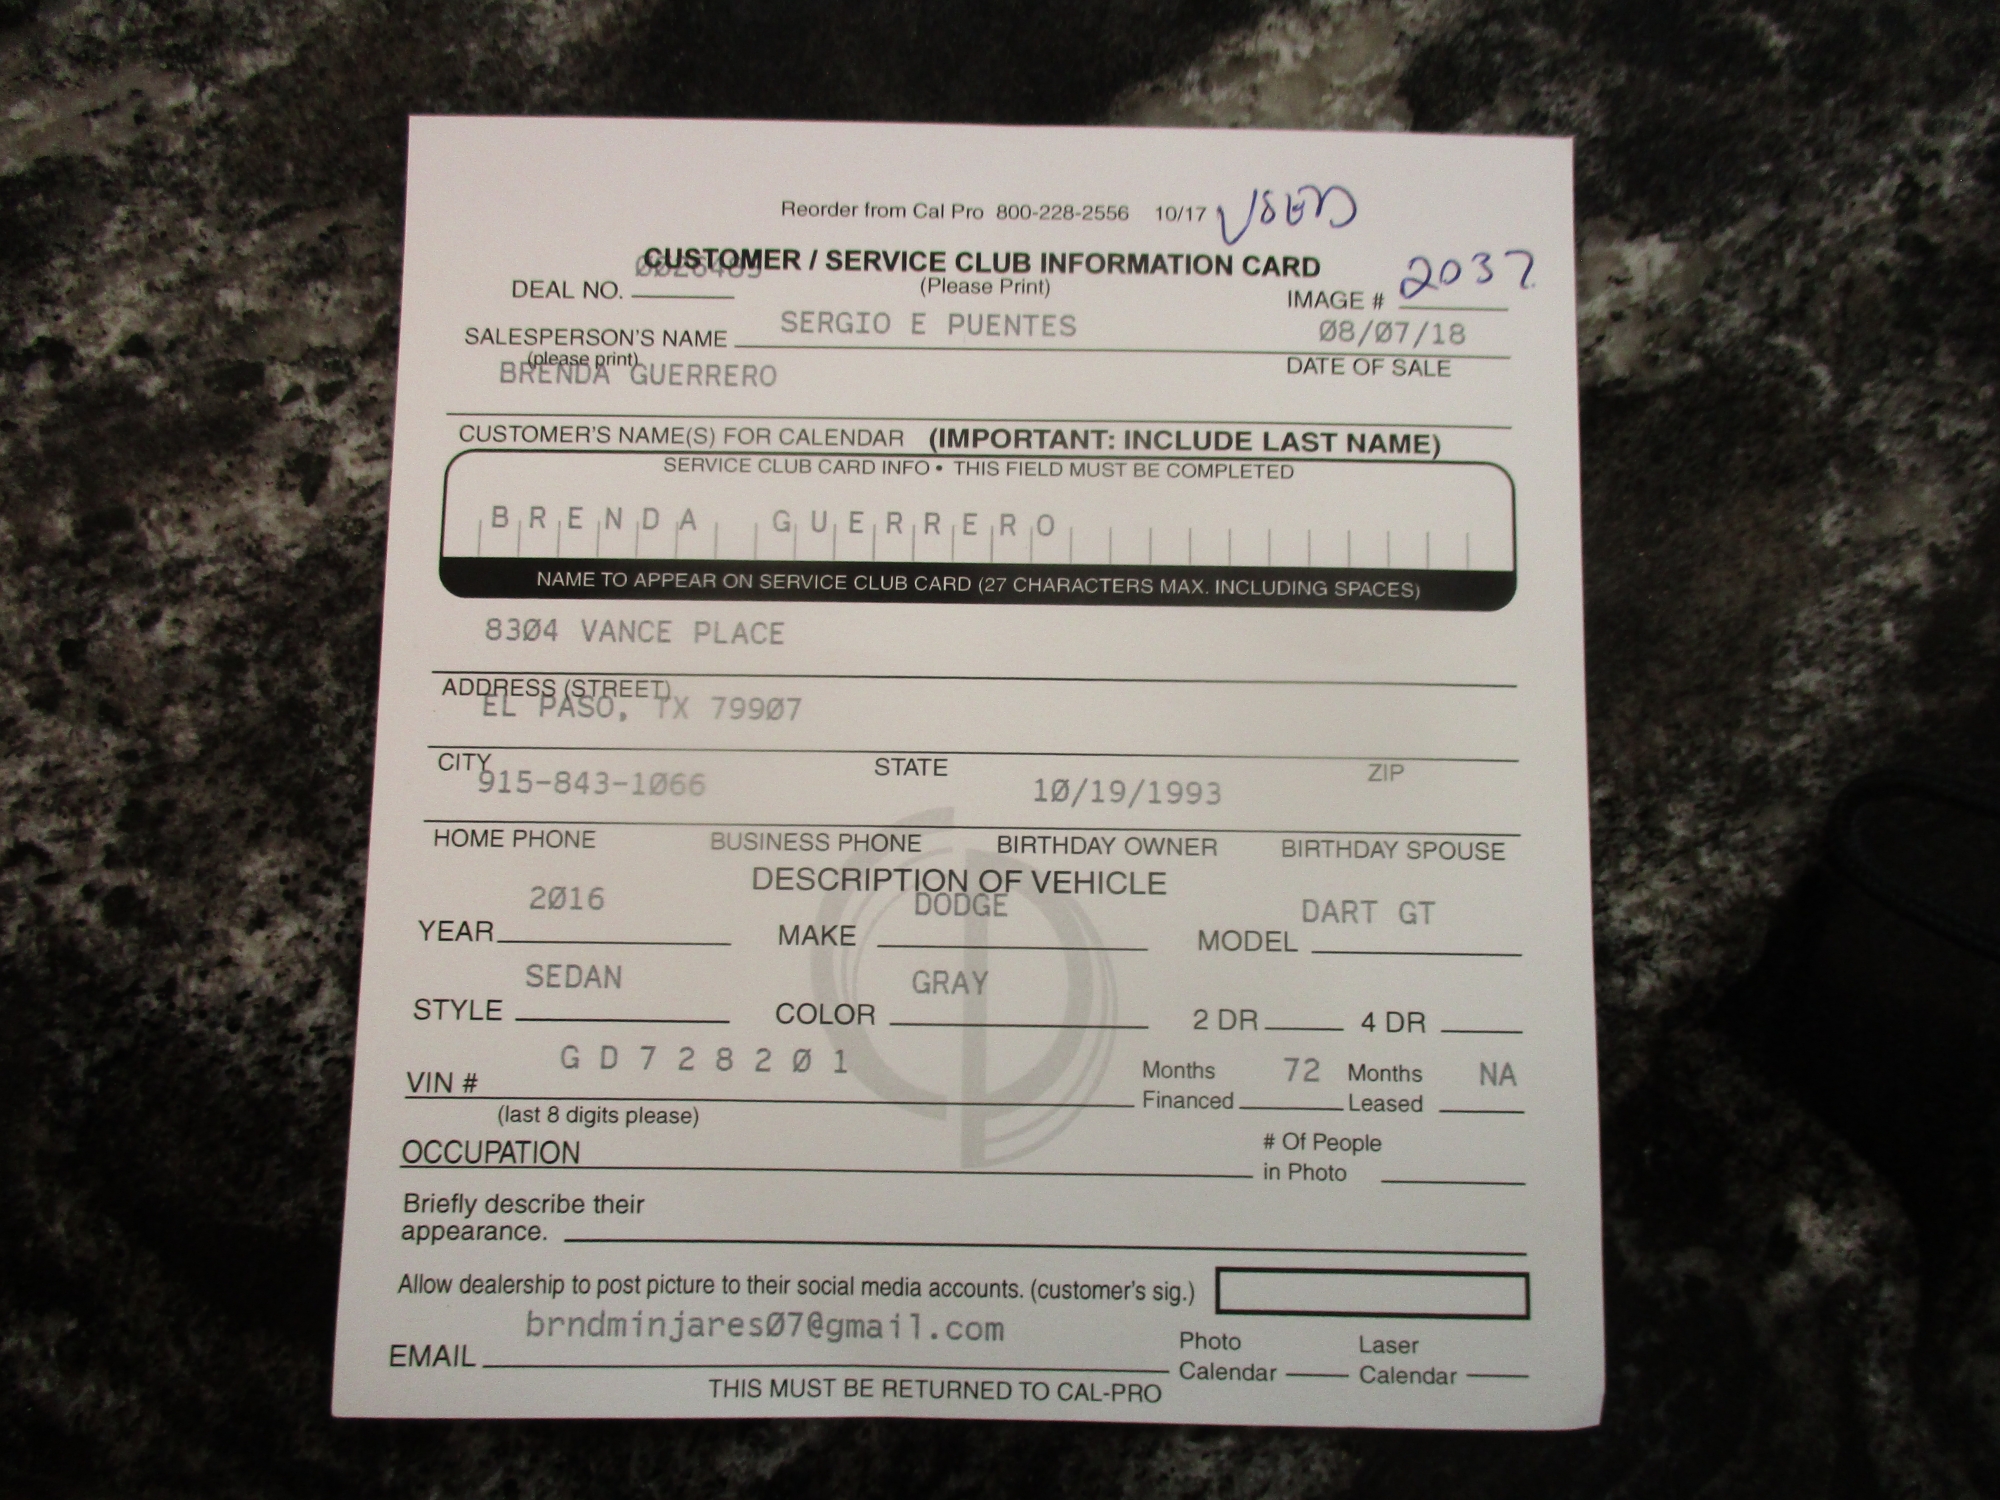 Reorder from Cal Pro 800-228-2556 10/17 USED
CUSTOMER / SERVICE CLUB INFORMATION CARD
(Please Print)
DEAL NO.
IMAGE # 2037
SALESPERSON'S NAME SERGIO E PUENTES 08/07/18
(please print) DATE OF SALE
BRENDA GUERRERO
CUSTOMER'S NAME(S) FOR CALENDAR (IMPORTANT: INCLUDE LAST NAME)
SERVICE CLUB CARD INFO • THIS FIELD MUST BE COMPLETED
BRENDA GUERRERO
NAME TO APPEAR ON SERVICE CLUB CARD (27 CHARACTERS MAX. INCLUDING SPACES)
8304 VANCE PLACE
ADDRESS (STREET)
EL PASO, TX 79907
CITY STATE ZIP
915-843-1066 10/19/1993
HOME PHONE BUSINESS PHONE BIRTHDAY OWNER BIRTHDAY SPOUSE
DESCRIPTION OF VEHICLE
2016 DODGE DART GT
YEAR MAKE MODEL
SEDAN GRAY
STYLE COLOR 2 DR 4 DR
VIN # GD728201 Months Financed 72 Months Leased NA
(last 8 digits please)
OCCUPATION # Of People in Photo
Briefly describe their
appearance.
Allow dealership to post picture to their social media accounts. (customer's sig.)
brndminjares07@gmail.com
EMAIL Photo Calendar Laser Calendar
THIS MUST BE RETURNED TO CAL-PRO